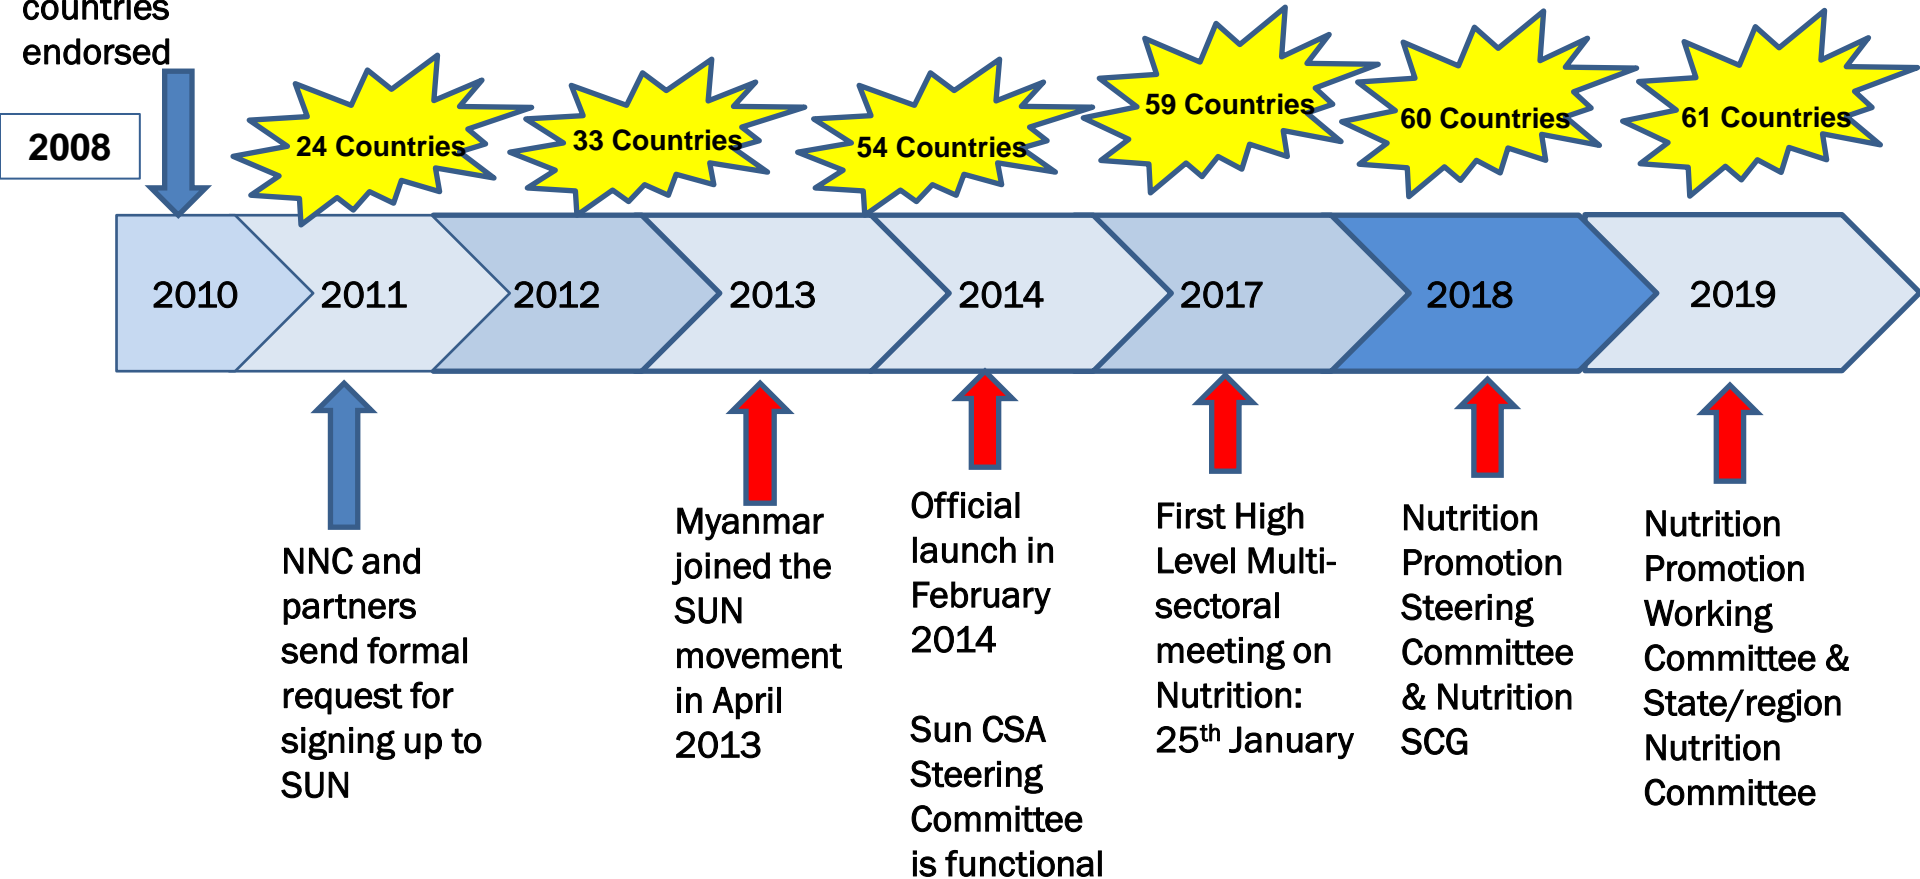 countries
endorsed
2008
24 Countries
33 Countries
54 Countries
59 Countries
60 Countries
61 Countries
2010
2011
2012
2013
2014
2017
2018
2019
NNC and
partners
send formal
request for
signing up to
SUN
Myanmar
joined the
SUN
movement
in April
2013
Official
launch in
February
2014
Sun CSA
Steering
Committee
is functional
First High
Level Multi-
sectoral
meeting on
Nutrition:
25th January
Nutrition
Promotion
Steering
Committee
& Nutrition
SCG
Nutrition
Promotion
Working
Committee &
State/region
Nutrition
Committee